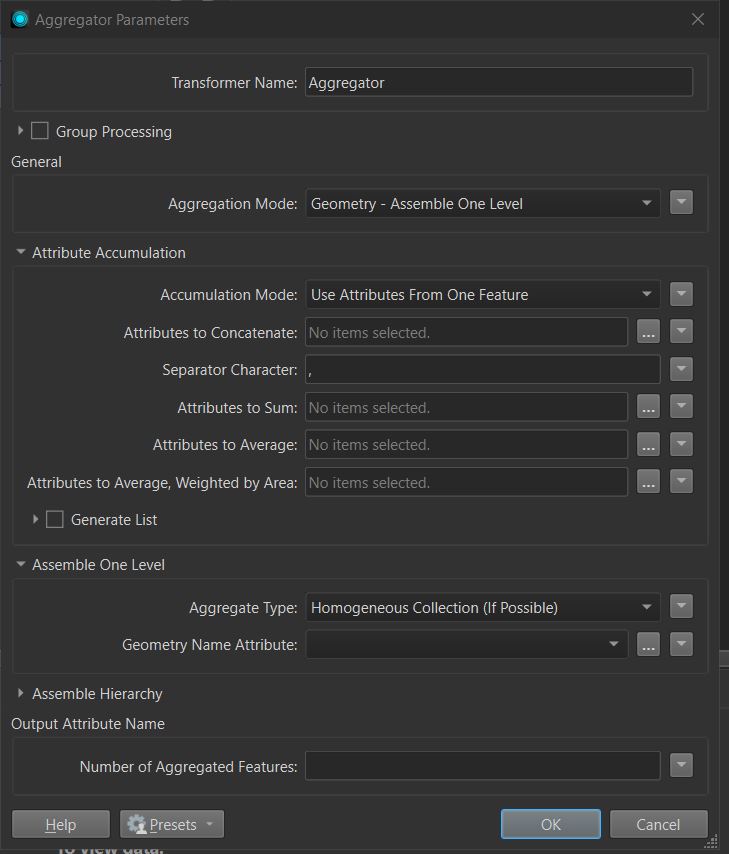 Aggregator Parameters
Transformer Name: Aggregator
Group Processing
General
Aggregation Mode: Geometry - Assemble One Level
Attribute Accumulation
Accumulation Mode: Use Attributes From One Feature
Attributes to Concatenate: No items selected. ...
Separator Character: ,
Attributes to Sum: No items selected. ...
Attributes to Average: No items selected. ...
Attributes to Average, Weighted by Area: No items selected. ...
Generate List
Assemble One Level
Aggregate Type: Homogeneous Collection (If Possible)
Geometry Name Attribute: ...
Assemble Hierarchy
Output Attribute Name
Number of Aggregated Features:
Help Presets OK Cancel
To view data.